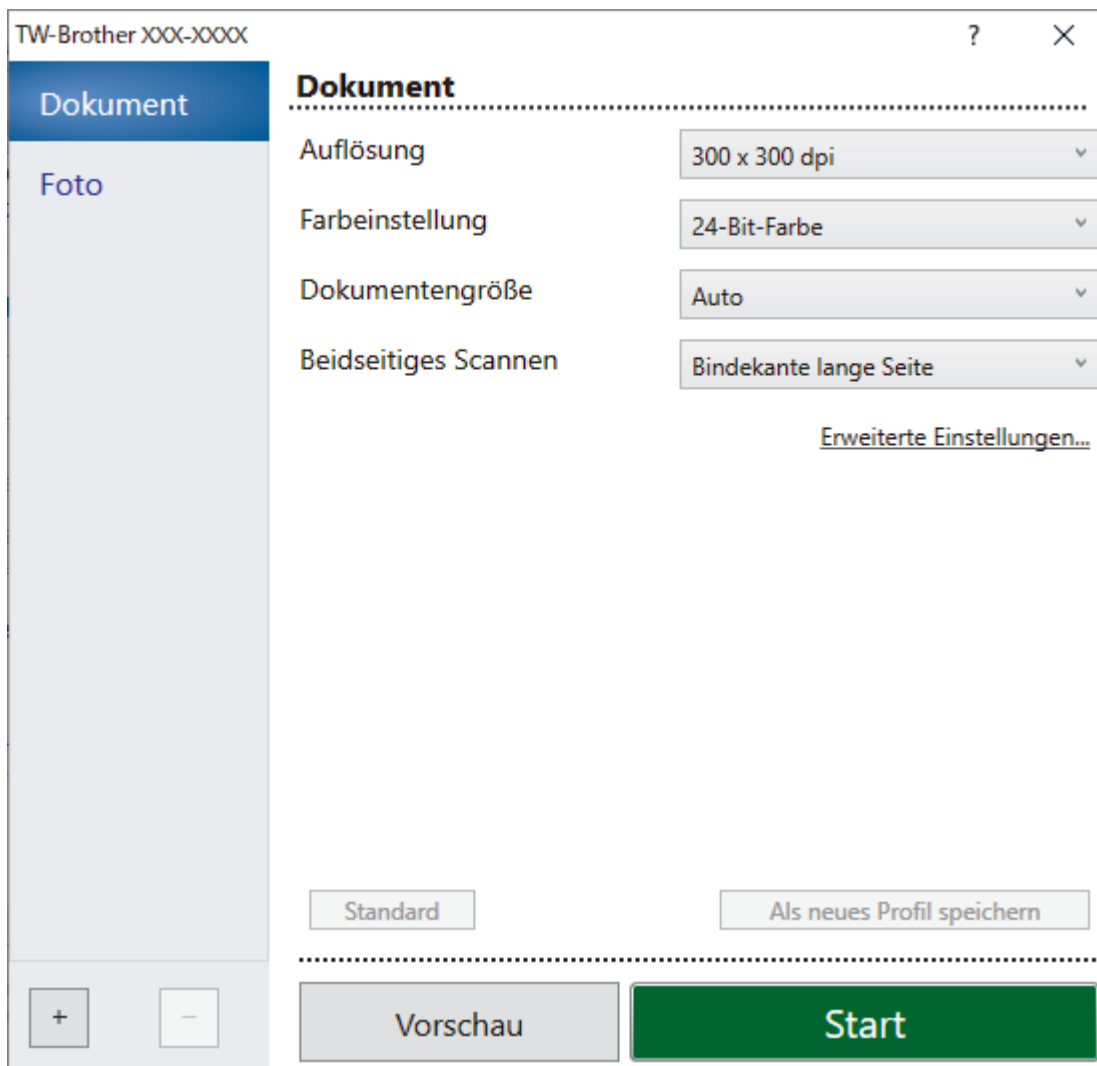 TW-Brother XXX-XXXX ?
Dokument
Foto
Dokument
Auflösung 300 x 300 dpi
Farbeinstellung 24-Bit-Farbe
Dokumentengröße Auto
Beidseitiges Scannen Bindekante lange Seite
Erweiterte Einstellungen...
Standard Als neues Profil speichern
+ −
Vorschau Start